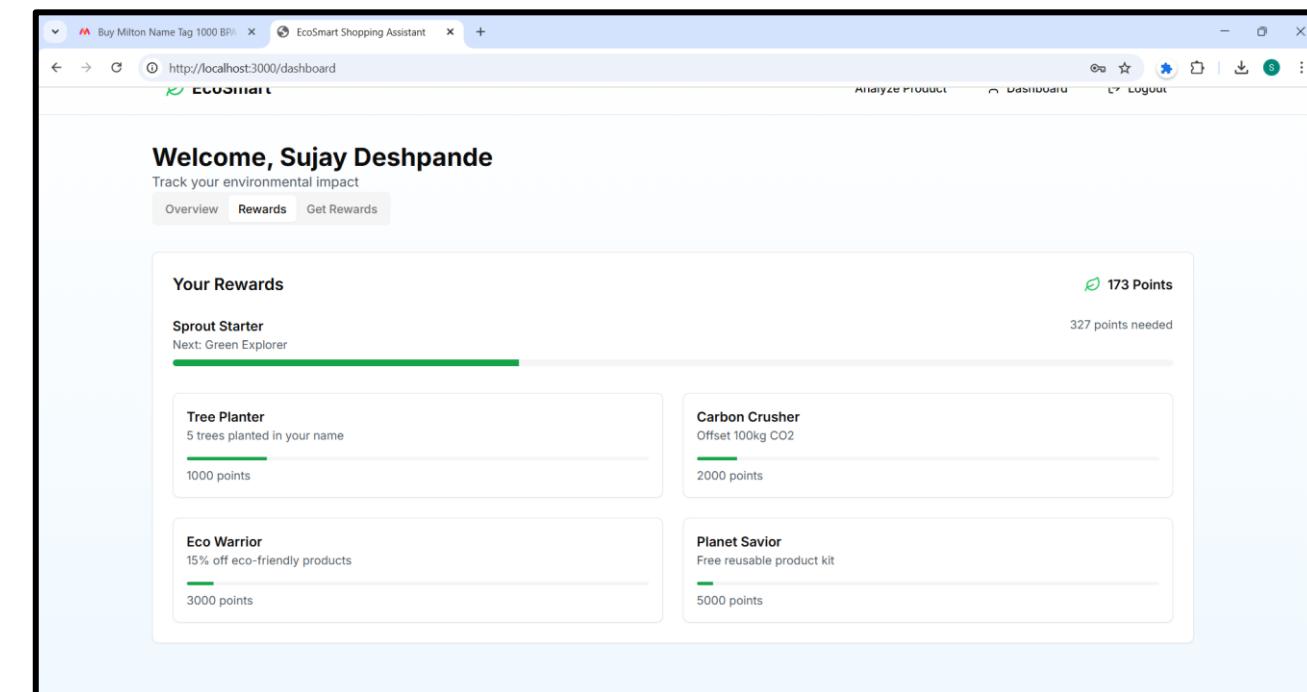 Buy Milton Name Tag 1000 BPA
EcoSmart Shopping Assistant
http://localhost:3000/dashboard
S
EcoSmart
Analyze Product
Dashboard
Logout
Welcome, Sujay Deshpande
Track your environmental impact
Overview Rewards Get Rewards
Your Rewards
173 Points
Sprout Starter
327 points needed
Next: Green Explorer
Tree Planter
5 trees planted in your name
1000 points
Carbon Crusher
Offset 100kg CO2
2000 points
Eco Warrior
15% off eco-friendly products
3000 points
Planet Savior
Free reusable product kit
5000 points